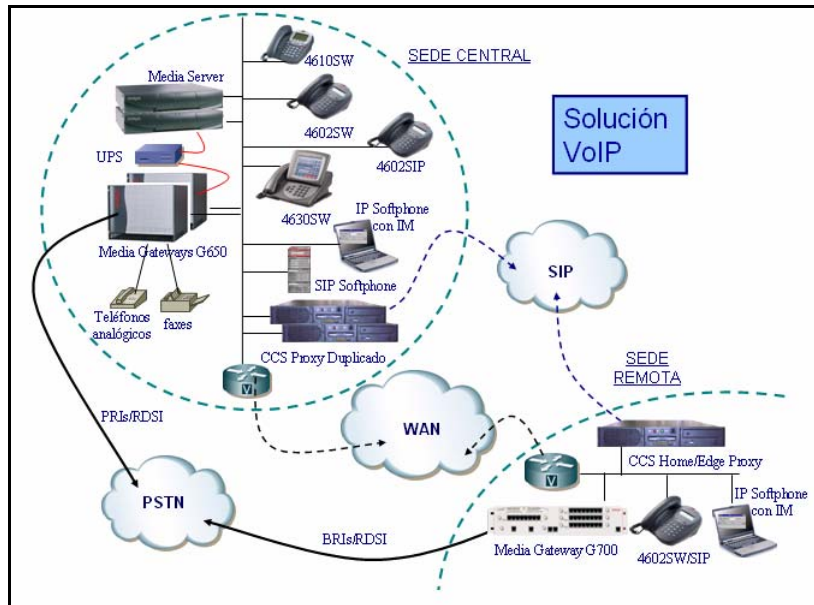 SEDE CENTRAL
4610SW
Media Server
4602SW
Solución
VoIP
UPS
4602SIP
4630SW
IP Softphone
con IM
Media Gateways G650
SIP
SIP Softphone
Teléfonos
analógicos
faxes
CCS Proxy Duplicado
SEDE
REMOTA
V
PRIs/RDSI
WAN
CCS Home/Edge Proxy
V
IP Softphone
con IM
PSTN
BRIs/RDSI
Media Gateway G700
4602SW/SIP